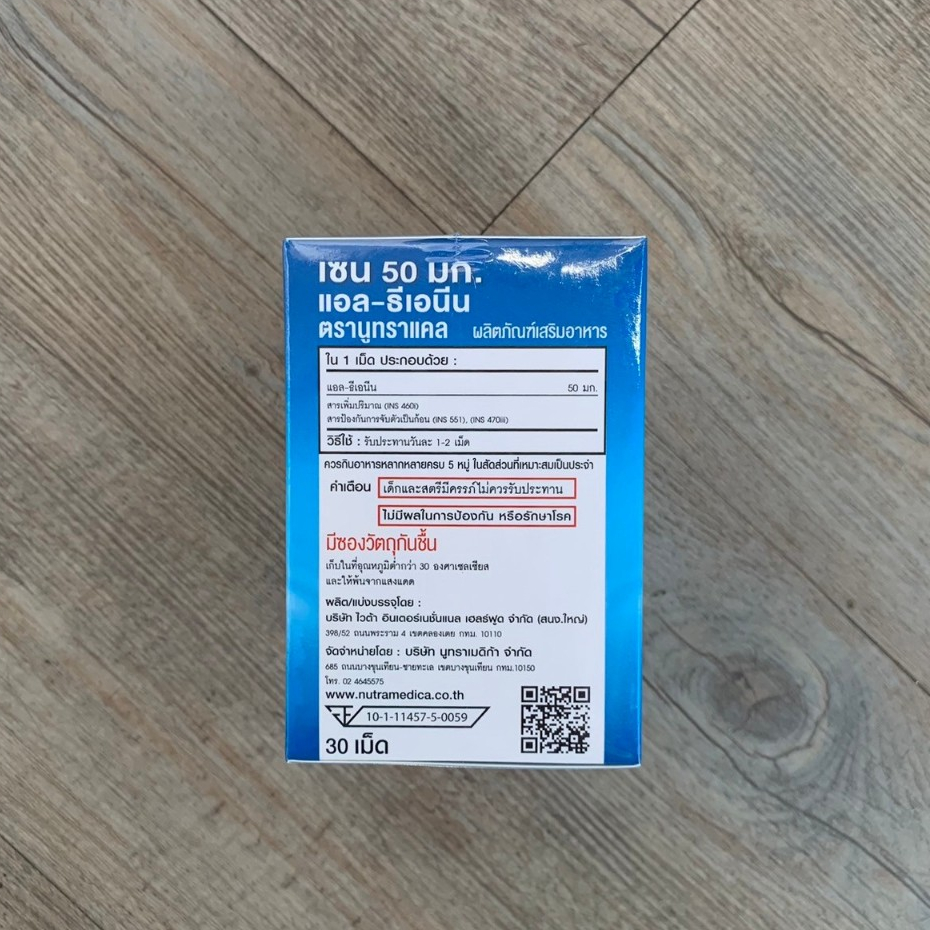 เซน 50 มก.
แอล-ธีเอนีน
ตรานูทราแคล ผลิตภัณฑ์เสริมอาหาร
ใน 1 เม็ด ประกอบด้วย :
แอล-ธีเอนีน 50 มก.
สารเพิ่มปริมาณ (INS 460i)
สารป้องกันการจับตัวเป็นก้อน (INS 551), (INS 470iii)
วิธีใช้ : รับประทานวันละ 1-2 เม็ด
ควรกินอาหารหลากหลายครบ 5 หมู่ ในสัดส่วนที่เหมาะสมเป็นประจำ
คำเตือน เด็กและสตรีมีครรภ์ไม่ควรรับประทาน
ไม่มีผลในการป้องกัน หรือรักษาโรค
มีซองวัตถุกันชื้น
เก็บในที่อุณหภูมิต่ำกว่า 30 องศาเซลเซียส
และให้พ้นจากแสงแดด
ผลิต/แบ่งบรรจุโดย :
บริษัท ไวต้า อินเตอร์เนชั่นแนล เฮลธ์ฟูด จำกัด (สนง.ใหญ่)
398/52 ถนนพระราม 4 เขตคลองเตย กทม. 10110
จัดจำหน่ายโดย : บริษัท นูทราเมดิก้า จำกัด
685 ถนนบางขุนเทียน-ชายทะเล เขตบางขุนเทียน กทม.10150
โทร. 02 4645575
www.nutramedica.co.th
10-1-11457-5-0059
30 เม็ด